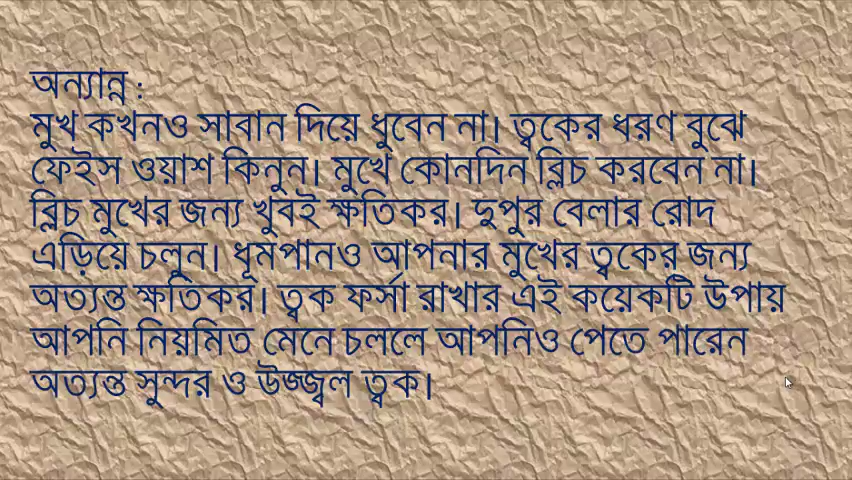 অন্যান্ন :
মুখ কখনও সাবান দিয়ে ধুবেন না। ত্বকের ধরণ বুঝে
ফেইস ওয়াশ কিনুন। মুখে কোনদিন ব্লিচ করবেন না।
ব্লিচ মুখের জন্য খুবই ক্ষতিকর। দুপুর বেলার রোদ
এড়িয়ে চলুন। ধূমপানও আপনার মুখের ত্বকের জন্য
অত্যন্ত ক্ষতিকর। ত্বক ফর্সা রাখার এই কয়েকটি উপায়
আপনি নিয়মিত মেনে চললে আপনিও পেতে পারেন
অত্যন্ত সুন্দর ও উজ্জ্বল ত্বক।